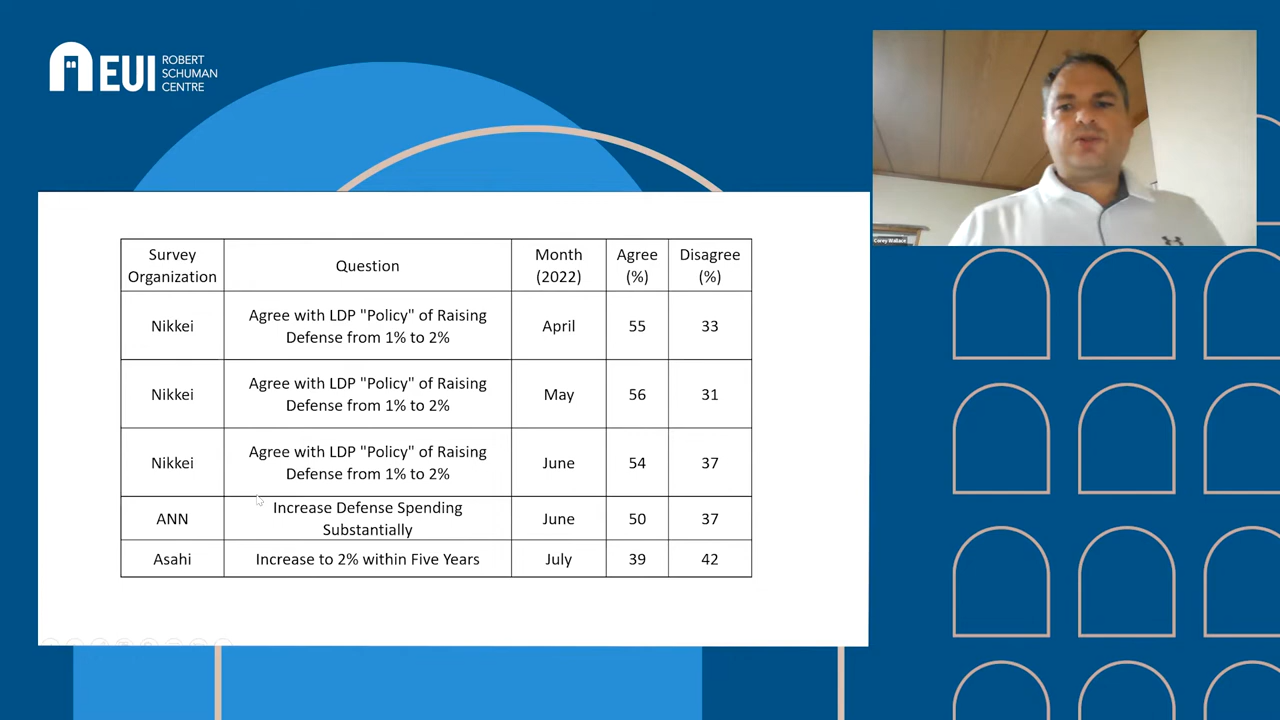 EUI
ROBERT
SCHUMAN
CENTRE
Corey Wallace
Survey
Organization
Question
Month
(2022)
Agree
(%)
Disagree
(%)
Nikkei
Agree with LDP "Policy" of Raising
Defense from 1% to 2%
April
55
33
Nikkei
Agree with LDP "Policy" of Raising
Defense from 1% to 2%
May
56
31
Nikkei
Agree with LDP "Policy" of Raising
Defense from 1% to 2%
June
54
37
ANN
Increase Defense Spending
Substantially
June
50
37
Asahi
Increase to 2% within Five Years
July
39
42